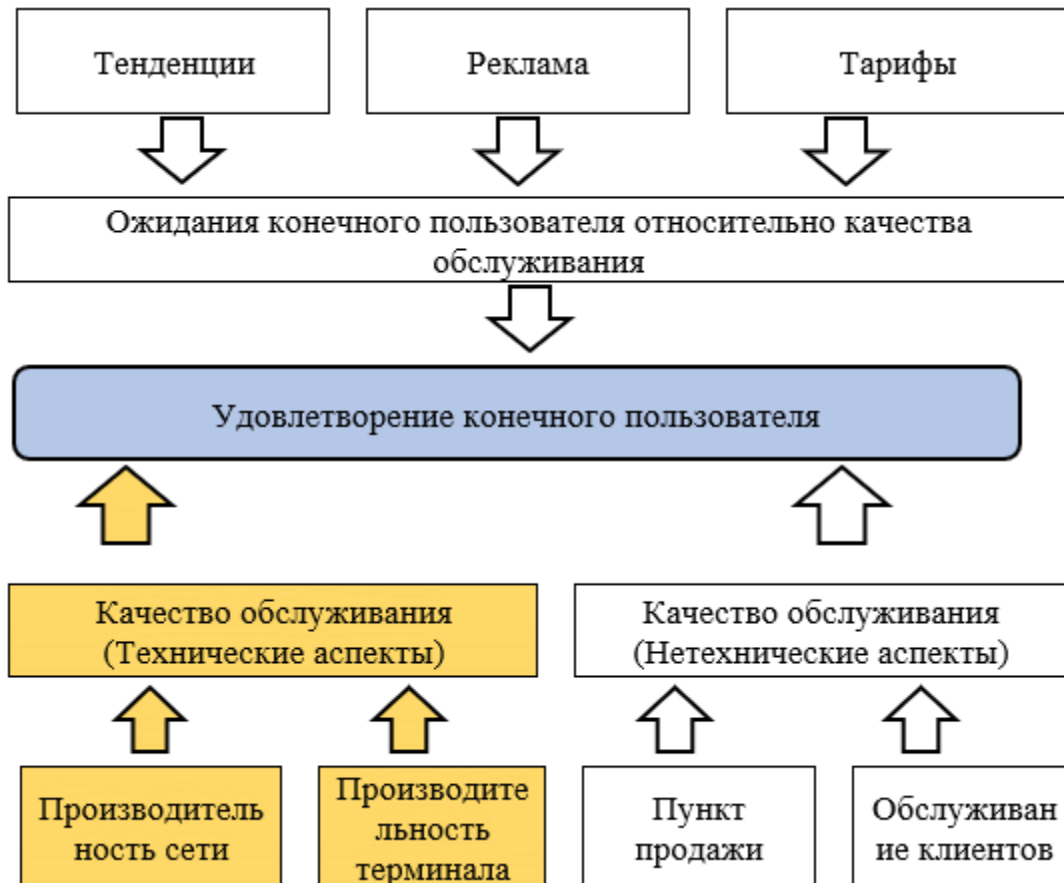 Тенденции
Реклама
Тарифы
Ожидания конечного пользователя относительно качества
обслуживания
Удовлетворение конечного пользователя
Качество обслуживания
(Технические аспекты)
Качество обслуживания
(Нетехнические аспекты)
Производитель
ность сети
Производите
льность
терминала
Пункт
продажи
Обслуживан
ие клиентов